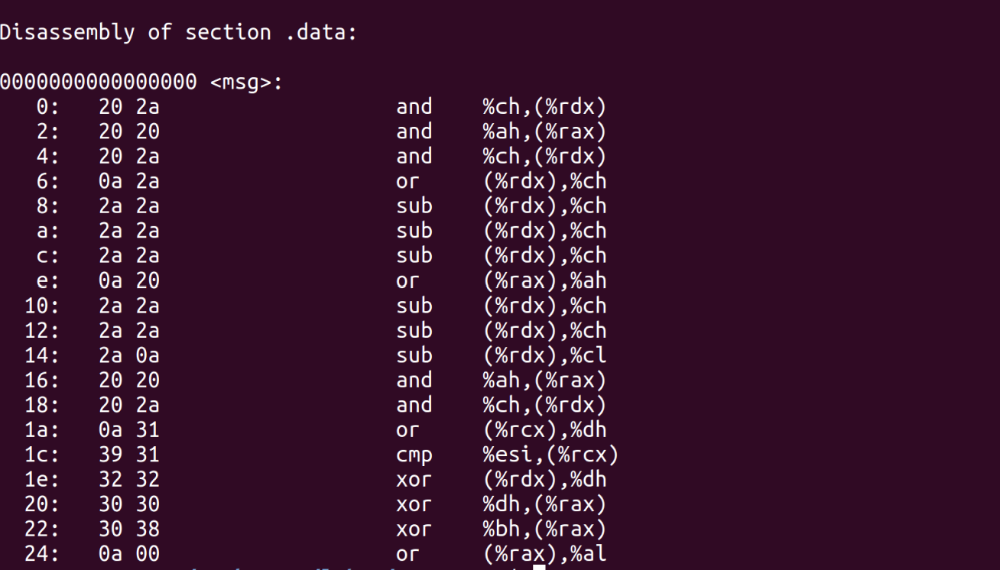 Disassembly of section .data:
0000000000000000 <msg>:
0: 20 2a and %ch,(%rdx)
2: 20 20 and %ah,(%rax)
4: 20 2a and %ch,(%rdx)
6: 0a 2a or (%rdx),%ch
8: 2a 2a sub (%rdx),%ch
a: 2a 2a sub (%rdx),%ch
c: 2a 2a sub (%rdx),%ch
e: 0a 20 or (%rax),%ah
10: 2a 2a sub (%rdx),%ch
12: 2a 2a sub (%rdx),%ch
14: 2a 0a sub (%rdx),%cl
16: 20 20 and %ah,(%rax)
18: 20 2a and %ch,(%rdx)
1a: 0a 31 or (%rcx),%dh
1c: 39 31 cmp %esi,(%rcx)
1e: 32 32 xor (%rdx),%dh
20: 30 30 xor %dh,(%rax)
22: 30 38 xor %bh,(%rax)
24: 0a 00 or (%rax),%al